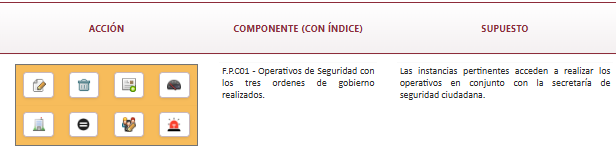 ACCIÓN COMPONENTE (CON ÍNDICE) SUPUESTO
F.P.C01 - Operativos de Seguridad con
los tres ordenes de gobierno
realizados.
Las instancias pertinentes acceden a realizar los
operativos en conjunto con la secretaría de
seguridad ciudadana.